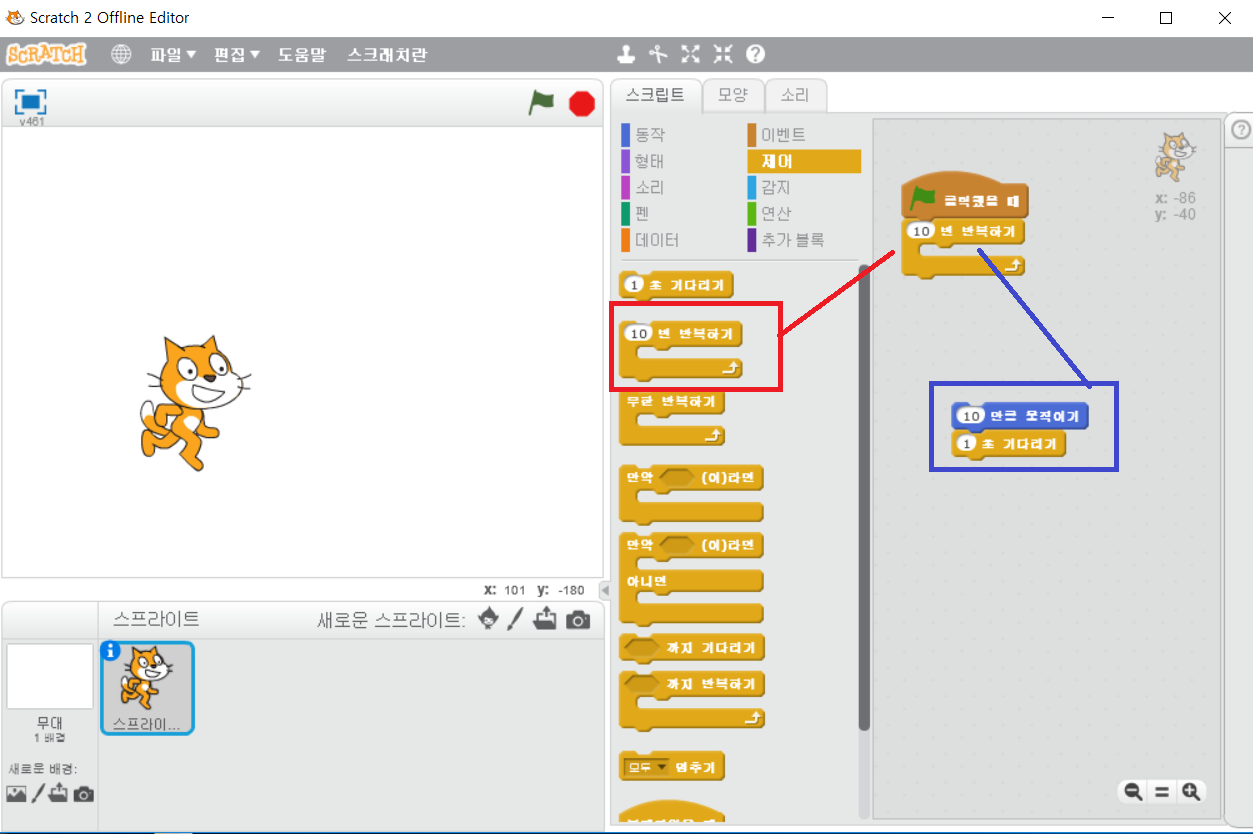 Scratch 2 Offline Editor
SCRATCH 파일 편집 도움말 스크래치란
v461
스크립트 모양 소리
동작 이벤트
형태 제어
소리 감지
펜 연산
데이터 추가 블록
1 초 기다리기
10 번 반복하기
무한 반복하기
만약 (이)라면
만약 (이)라면
아니면
까지 기다리기
까지 반복하기
모두 멈추기
클릭했을 때
10 번 반복하기
10 만큼 움직이기
1 초 기다리기
x: -86
y: -40
x: 101 y: -180
스프라이트 새로운 스프라이트:
스프라이...
무대
1 배경
새로운 배경: